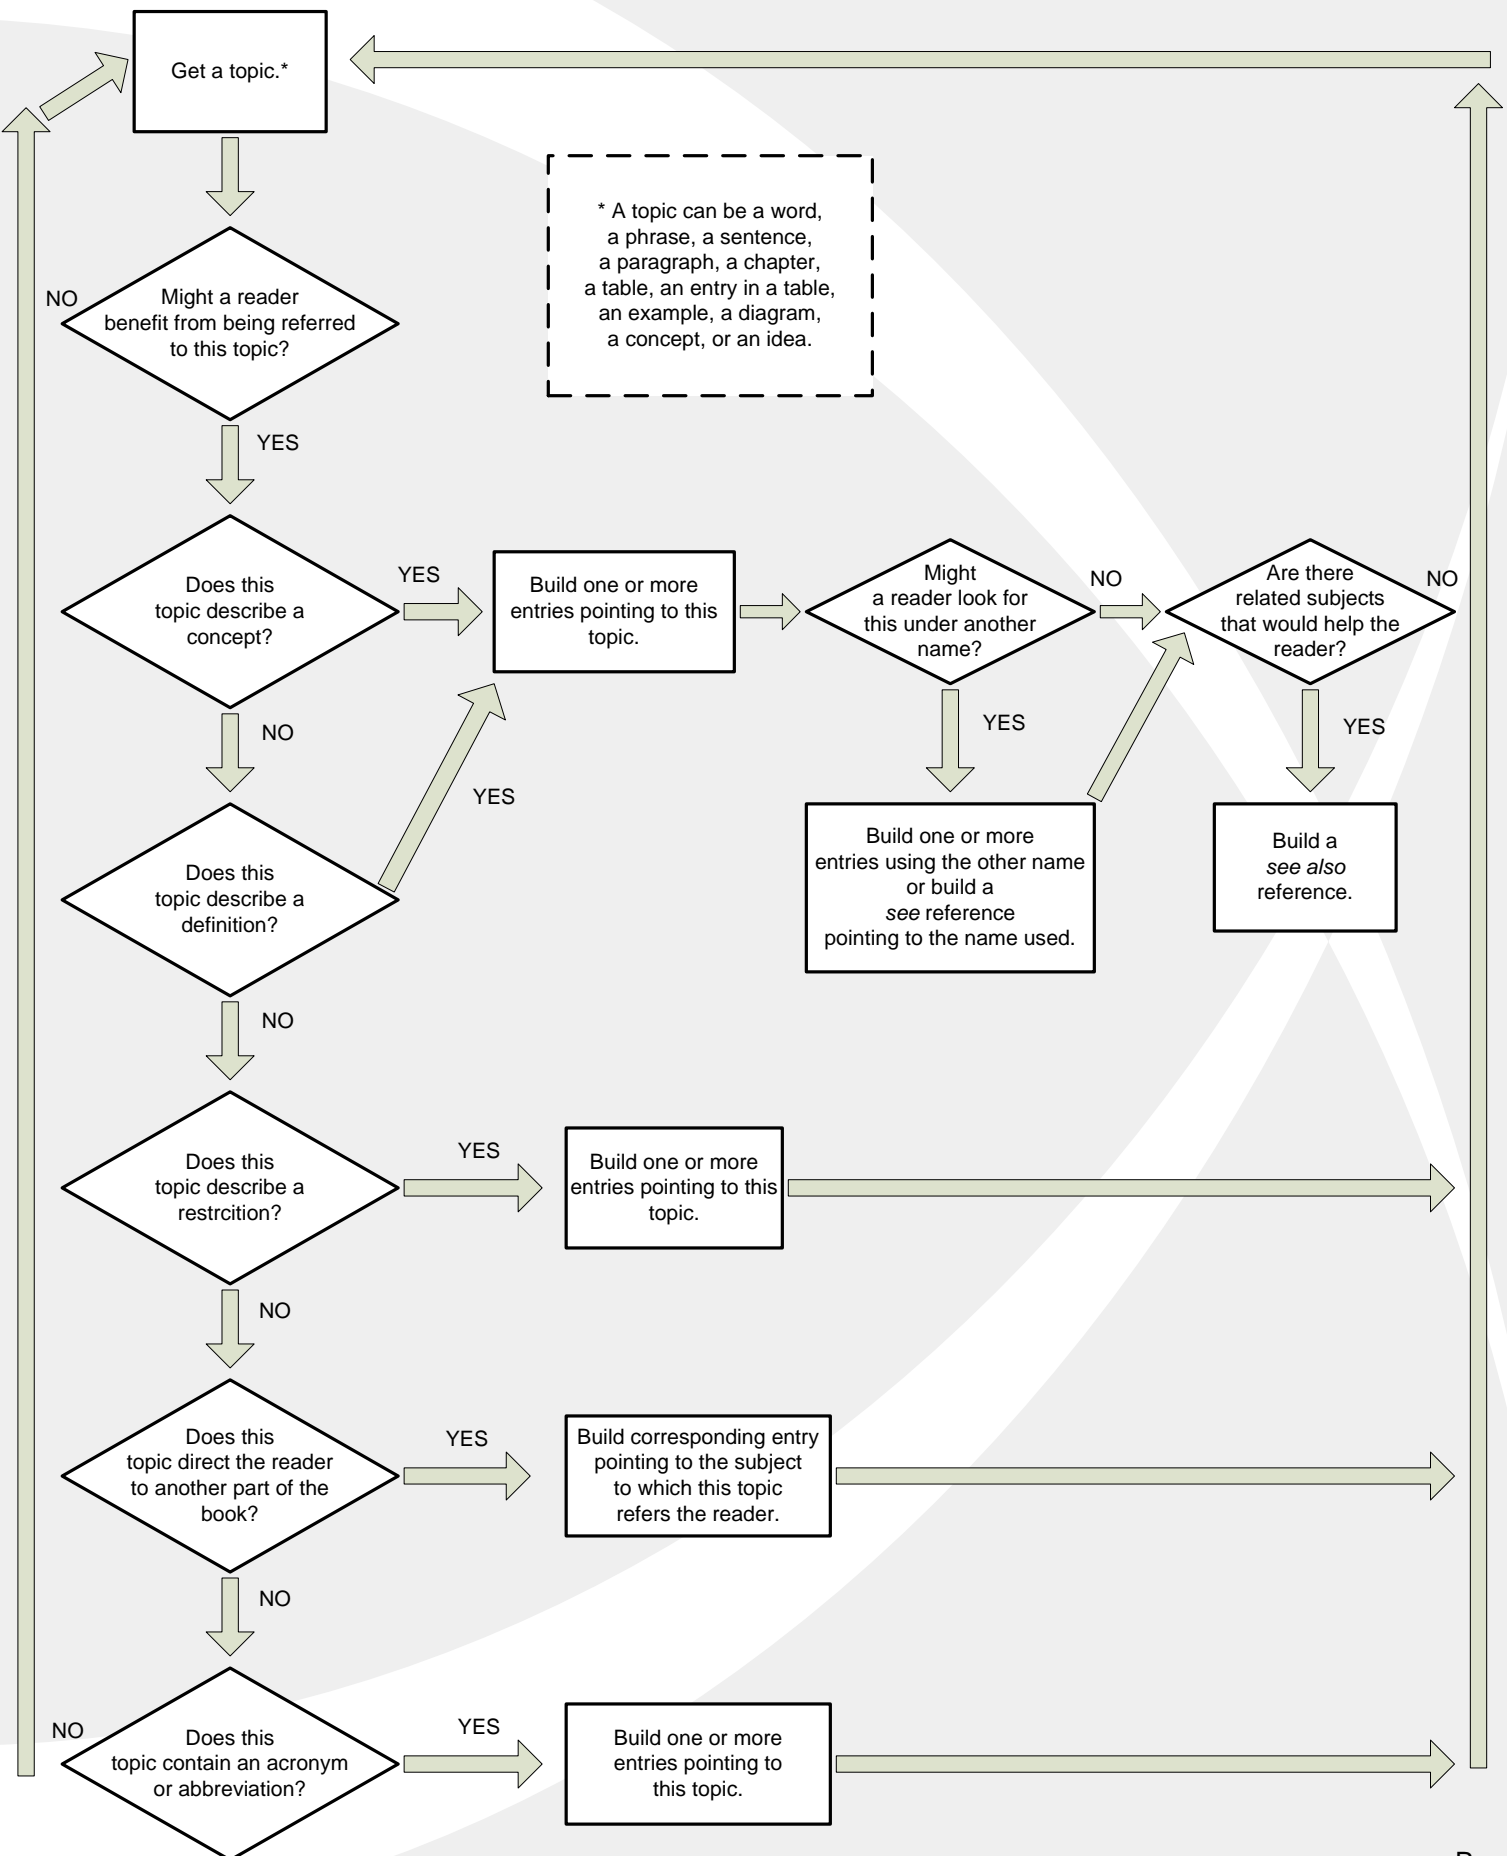 Get a topic.*
* A topic can be a word,
a phrase, a sentence,
a paragraph, a chapter,
a table, an entry in a table,
an example, a diagram,
a concept, or an idea.
NO
Might a reader
benefit from being referred
to this topic?
YES
Does this
topic describe a
concept?
YES
Build one or more
entries pointing to this
topic.
Might
a reader look for
this under another
name?
NO
Are there
related subjects
that would help the
reader?
NO
NO
YES
YES
YES
Does this
topic describe a
definition?
Build one or more
entries using the other name
or build a
see reference
pointing to the name used.
Build a
see also
reference.
NO
Does this
topic describe a
restrcition?
YES
Build one or more
entries pointing to this
topic.
NO
Does this
topic direct the reader
to another part of the
book?
YES
Build corresponding entry
pointing to the subject
to which this topic
refers the reader.
NO
NO
Does this
topic contain an acronym
or abbreviation?
YES
Build one or more
entries pointing to
this topic.